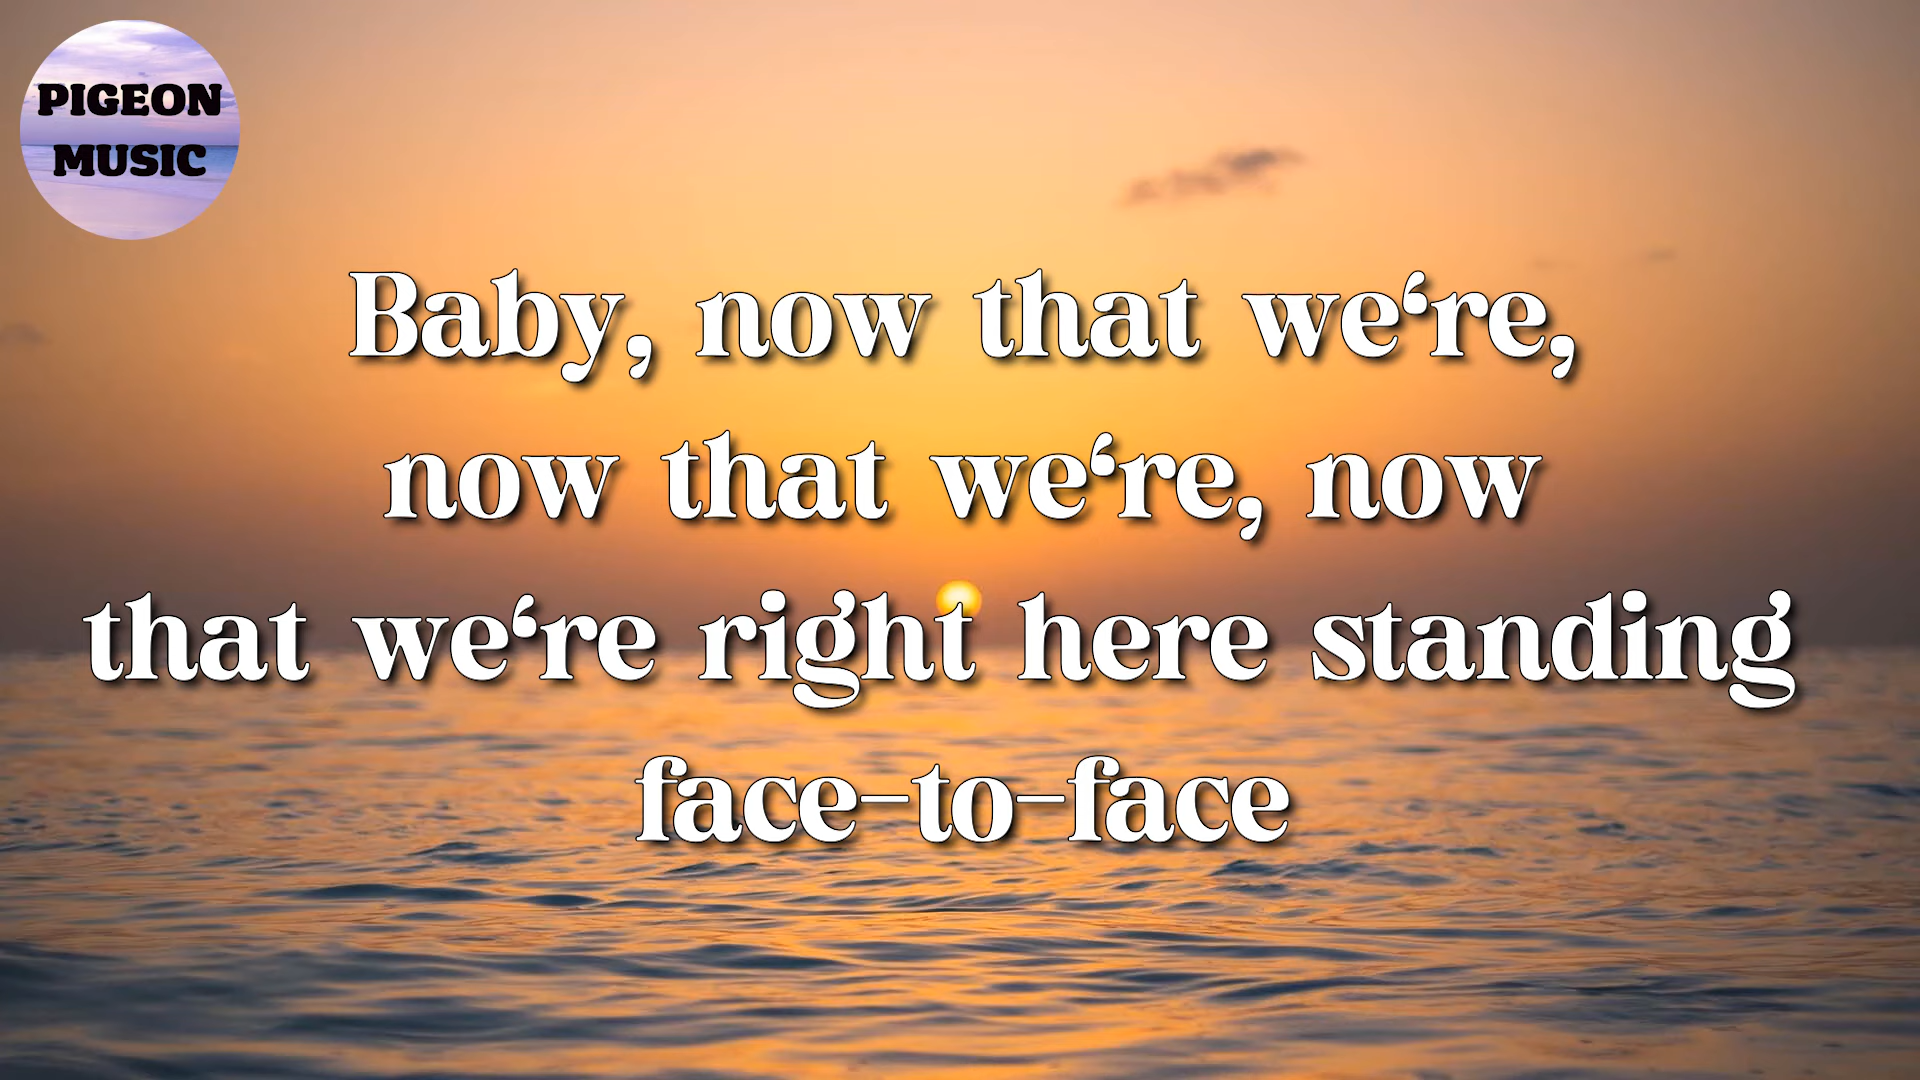 PIGEON
MUSIC
Baby, now that we‘re,
now that we‘re, now
that we‘re right here standing
face-to-face